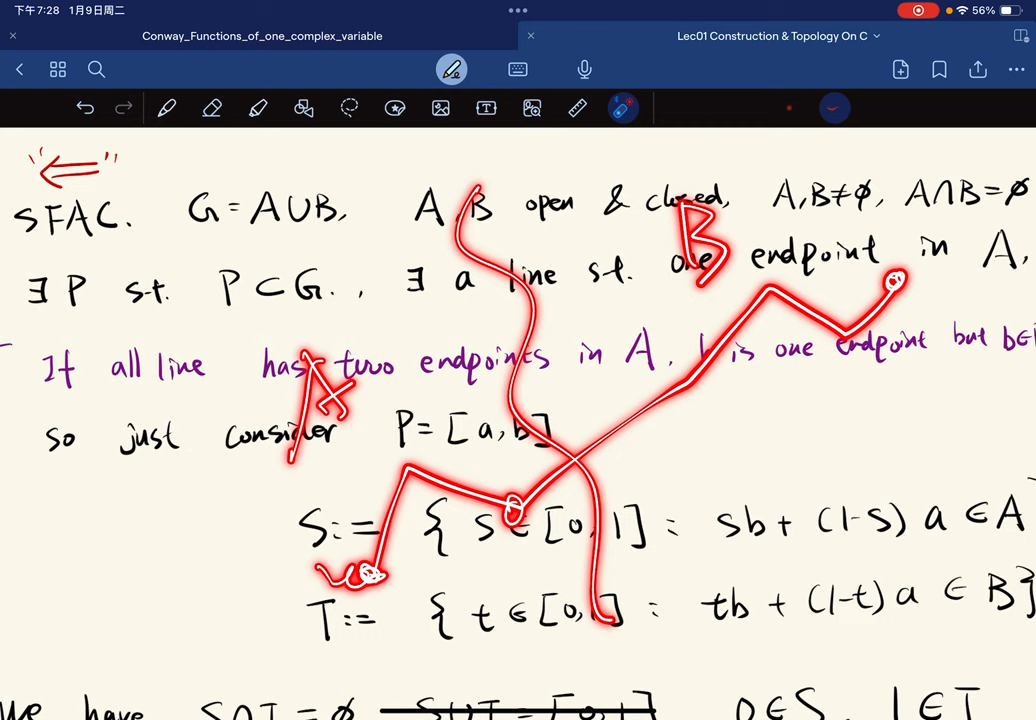 下午7:28 1月9日周二
56%
Conway_Functions_of_one_complex_variable
Lec01 Construction & Topology On C
"⇐"
SFAC. G = A∪B, A,B open & closed, A,B≠∅, A∩B=∅
∃ P s.t. P⊂G., ∃ a line s.t. one endpoint in A,
B
If all line has two endpoints in A, b is one endpoint but b∈
A
so just consider P=[a,b]
S:= { s∈[0,1] : sb+(1-s)a ∈A
T:= { t∈[0,1] : tb+(1-t)a ∈B}
we have S∩T=∅ S∪T=[0,1] 0∈S, 1∈T